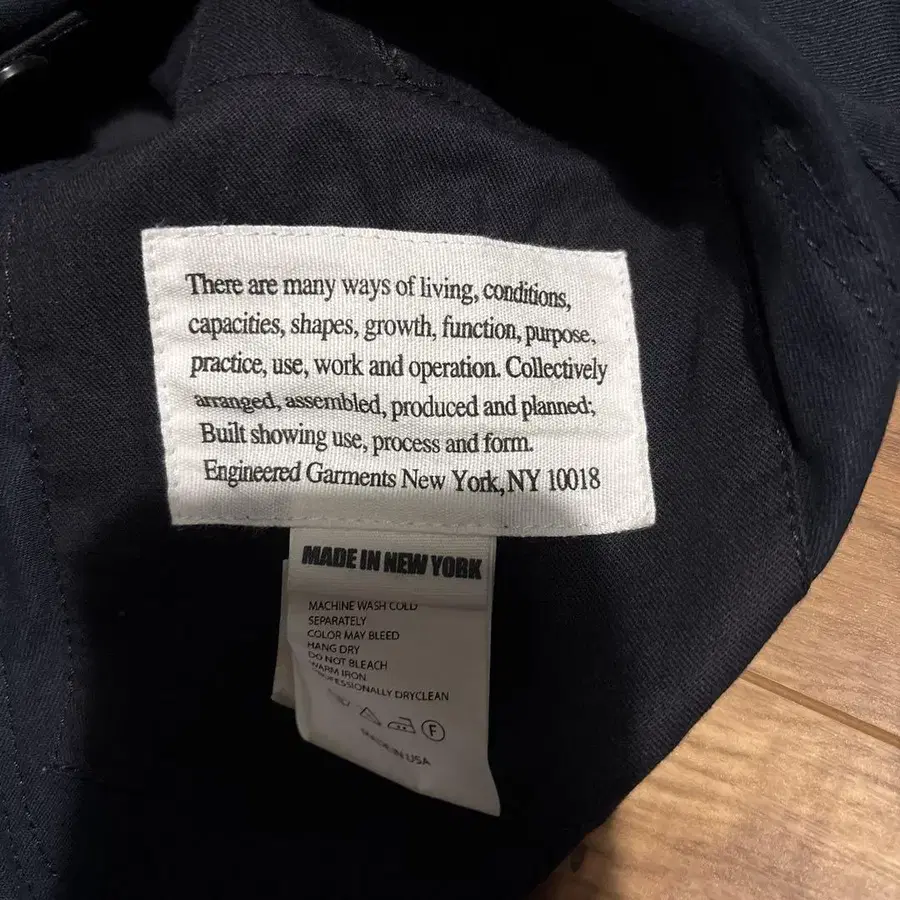 There are many ways of living, conditions,
capacities, shapes, growth, function, purpose,
practice, use, work and operation. Collectively
arranged, assembled, produced and planned;
Built showing use, process and form.
Engineered Garments New York, NY 10018
MADE IN NEW YORK
MACHINE WASH COLD
SEPARATELY
COLOR MAY BLEED
HANG DRY
DO NOT BLEACH
WARM IRON
PROFESSIONALLY DRYCLEAN
F
MADE IN USA